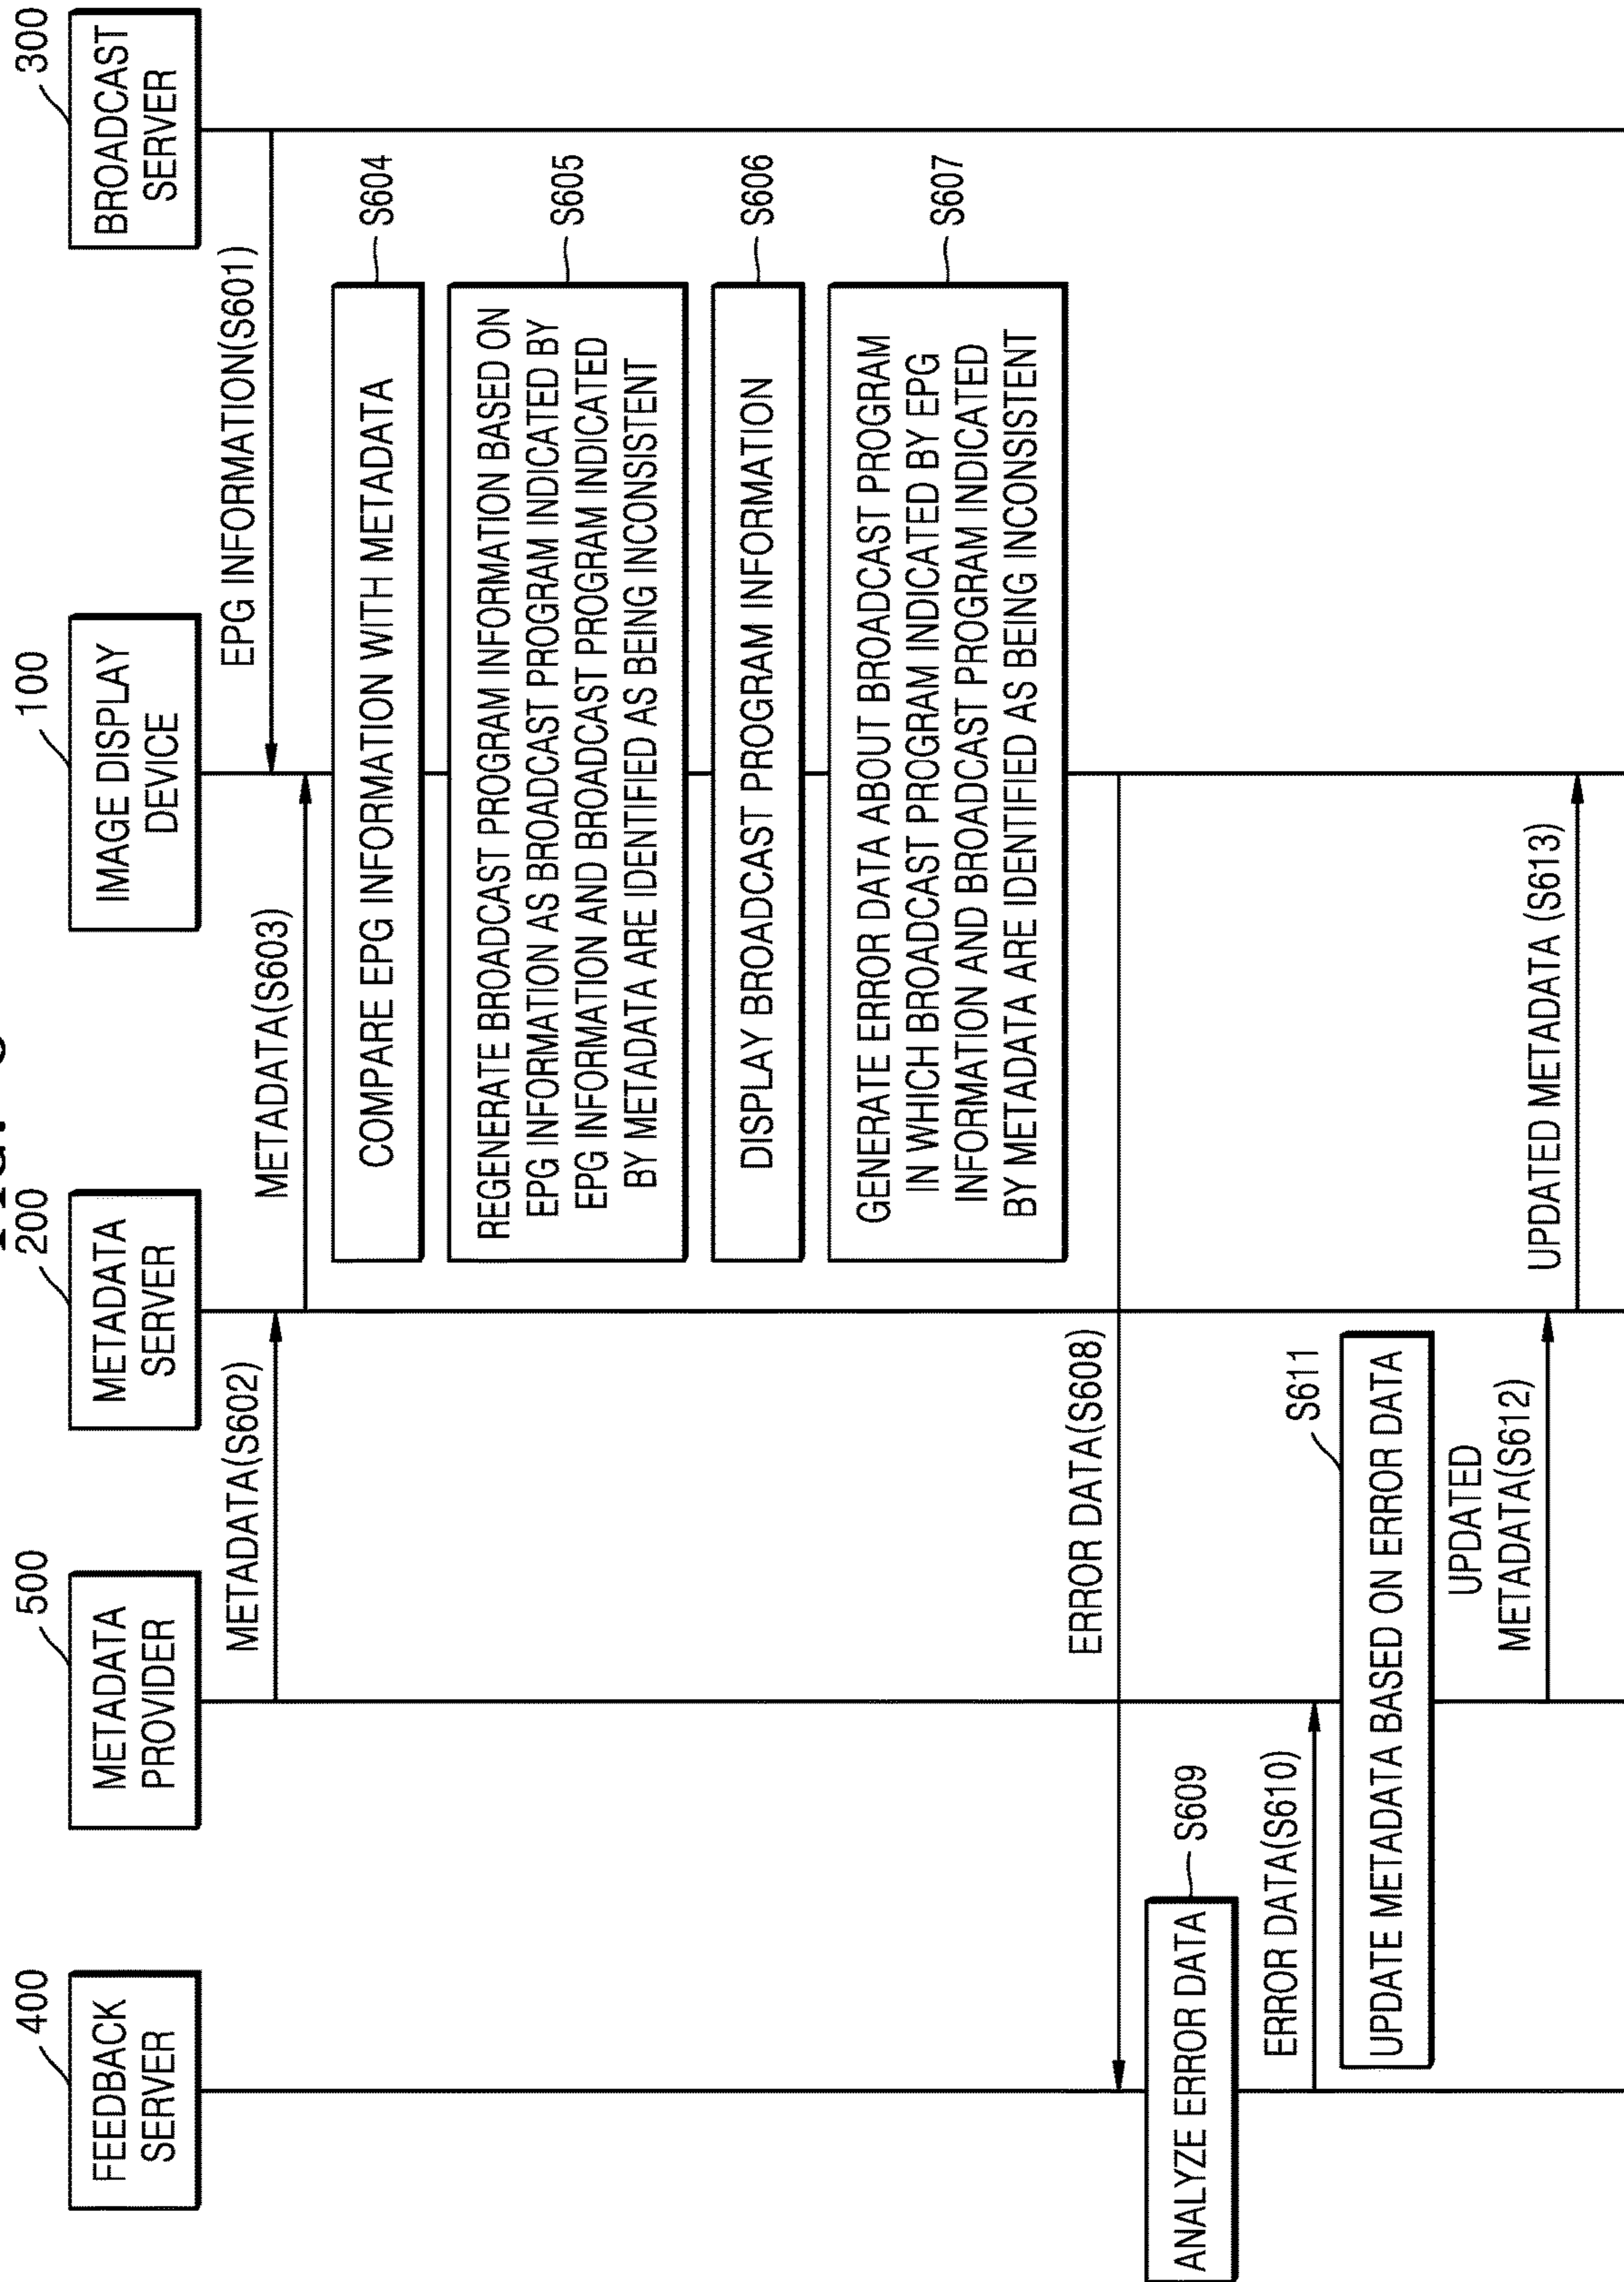 400
FEEDBACK
SERVER
500
METADATA
PROVIDER
200
METADATA
SERVER
100
IMAGE DISPLAY
DEVICE
300
BROADCAST
SERVER
EPG INFORMATION(S601)
METADATA(S602)
METADATA(S603)
COMPARE EPG INFORMATION WITH METADATA
S604
REGENERATE BROADCAST PROGRAM INFORMATION BASED ON
EPG INFORMATION AS BROADCAST PROGRAM INDICATED BY
EPG INFORMATION AND BROADCAST PROGRAM INDICATED
BY METADATA ARE IDENTIFIED AS BEING INCONSISTENT
S605
DISPLAY BROADCAST PROGRAM INFORMATION
S606
GENERATE ERROR DATA ABOUT BROADCAST PROGRAM
IN WHICH BROADCAST PROGRAM INDICATED BY EPG
INFORMATION AND BROADCAST PROGRAM INDICATED
BY METADATA ARE IDENTIFIED AS BEING INCONSISTENT
S607
ERROR DATA(S608)
ANALYZE ERROR DATA
S609
ERROR DATA(S610)
S611
UPDATE METADATA BASED ON ERROR DATA
UPDATED
METADATA(S612)
UPDATED METADATA (S613)